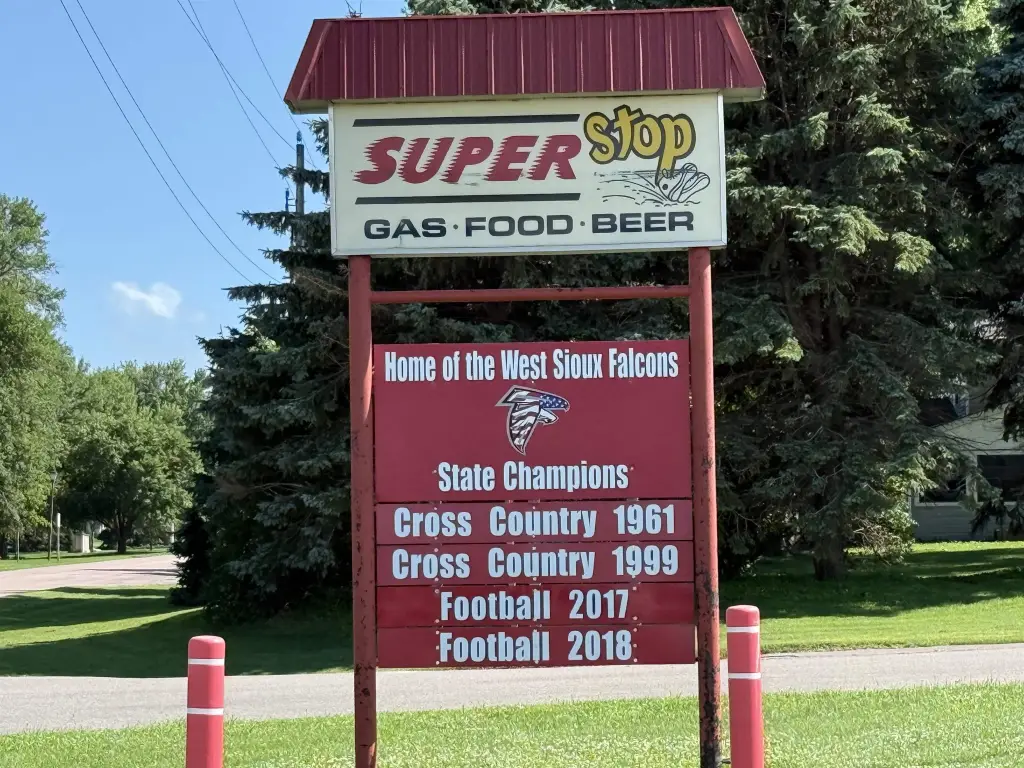 SUPER Stop
GAS · FOOD · BEER
Home of the West Sioux Falcons
State Champions
Cross Country 1961
Cross Country 1999
Football 2017
Football 2018